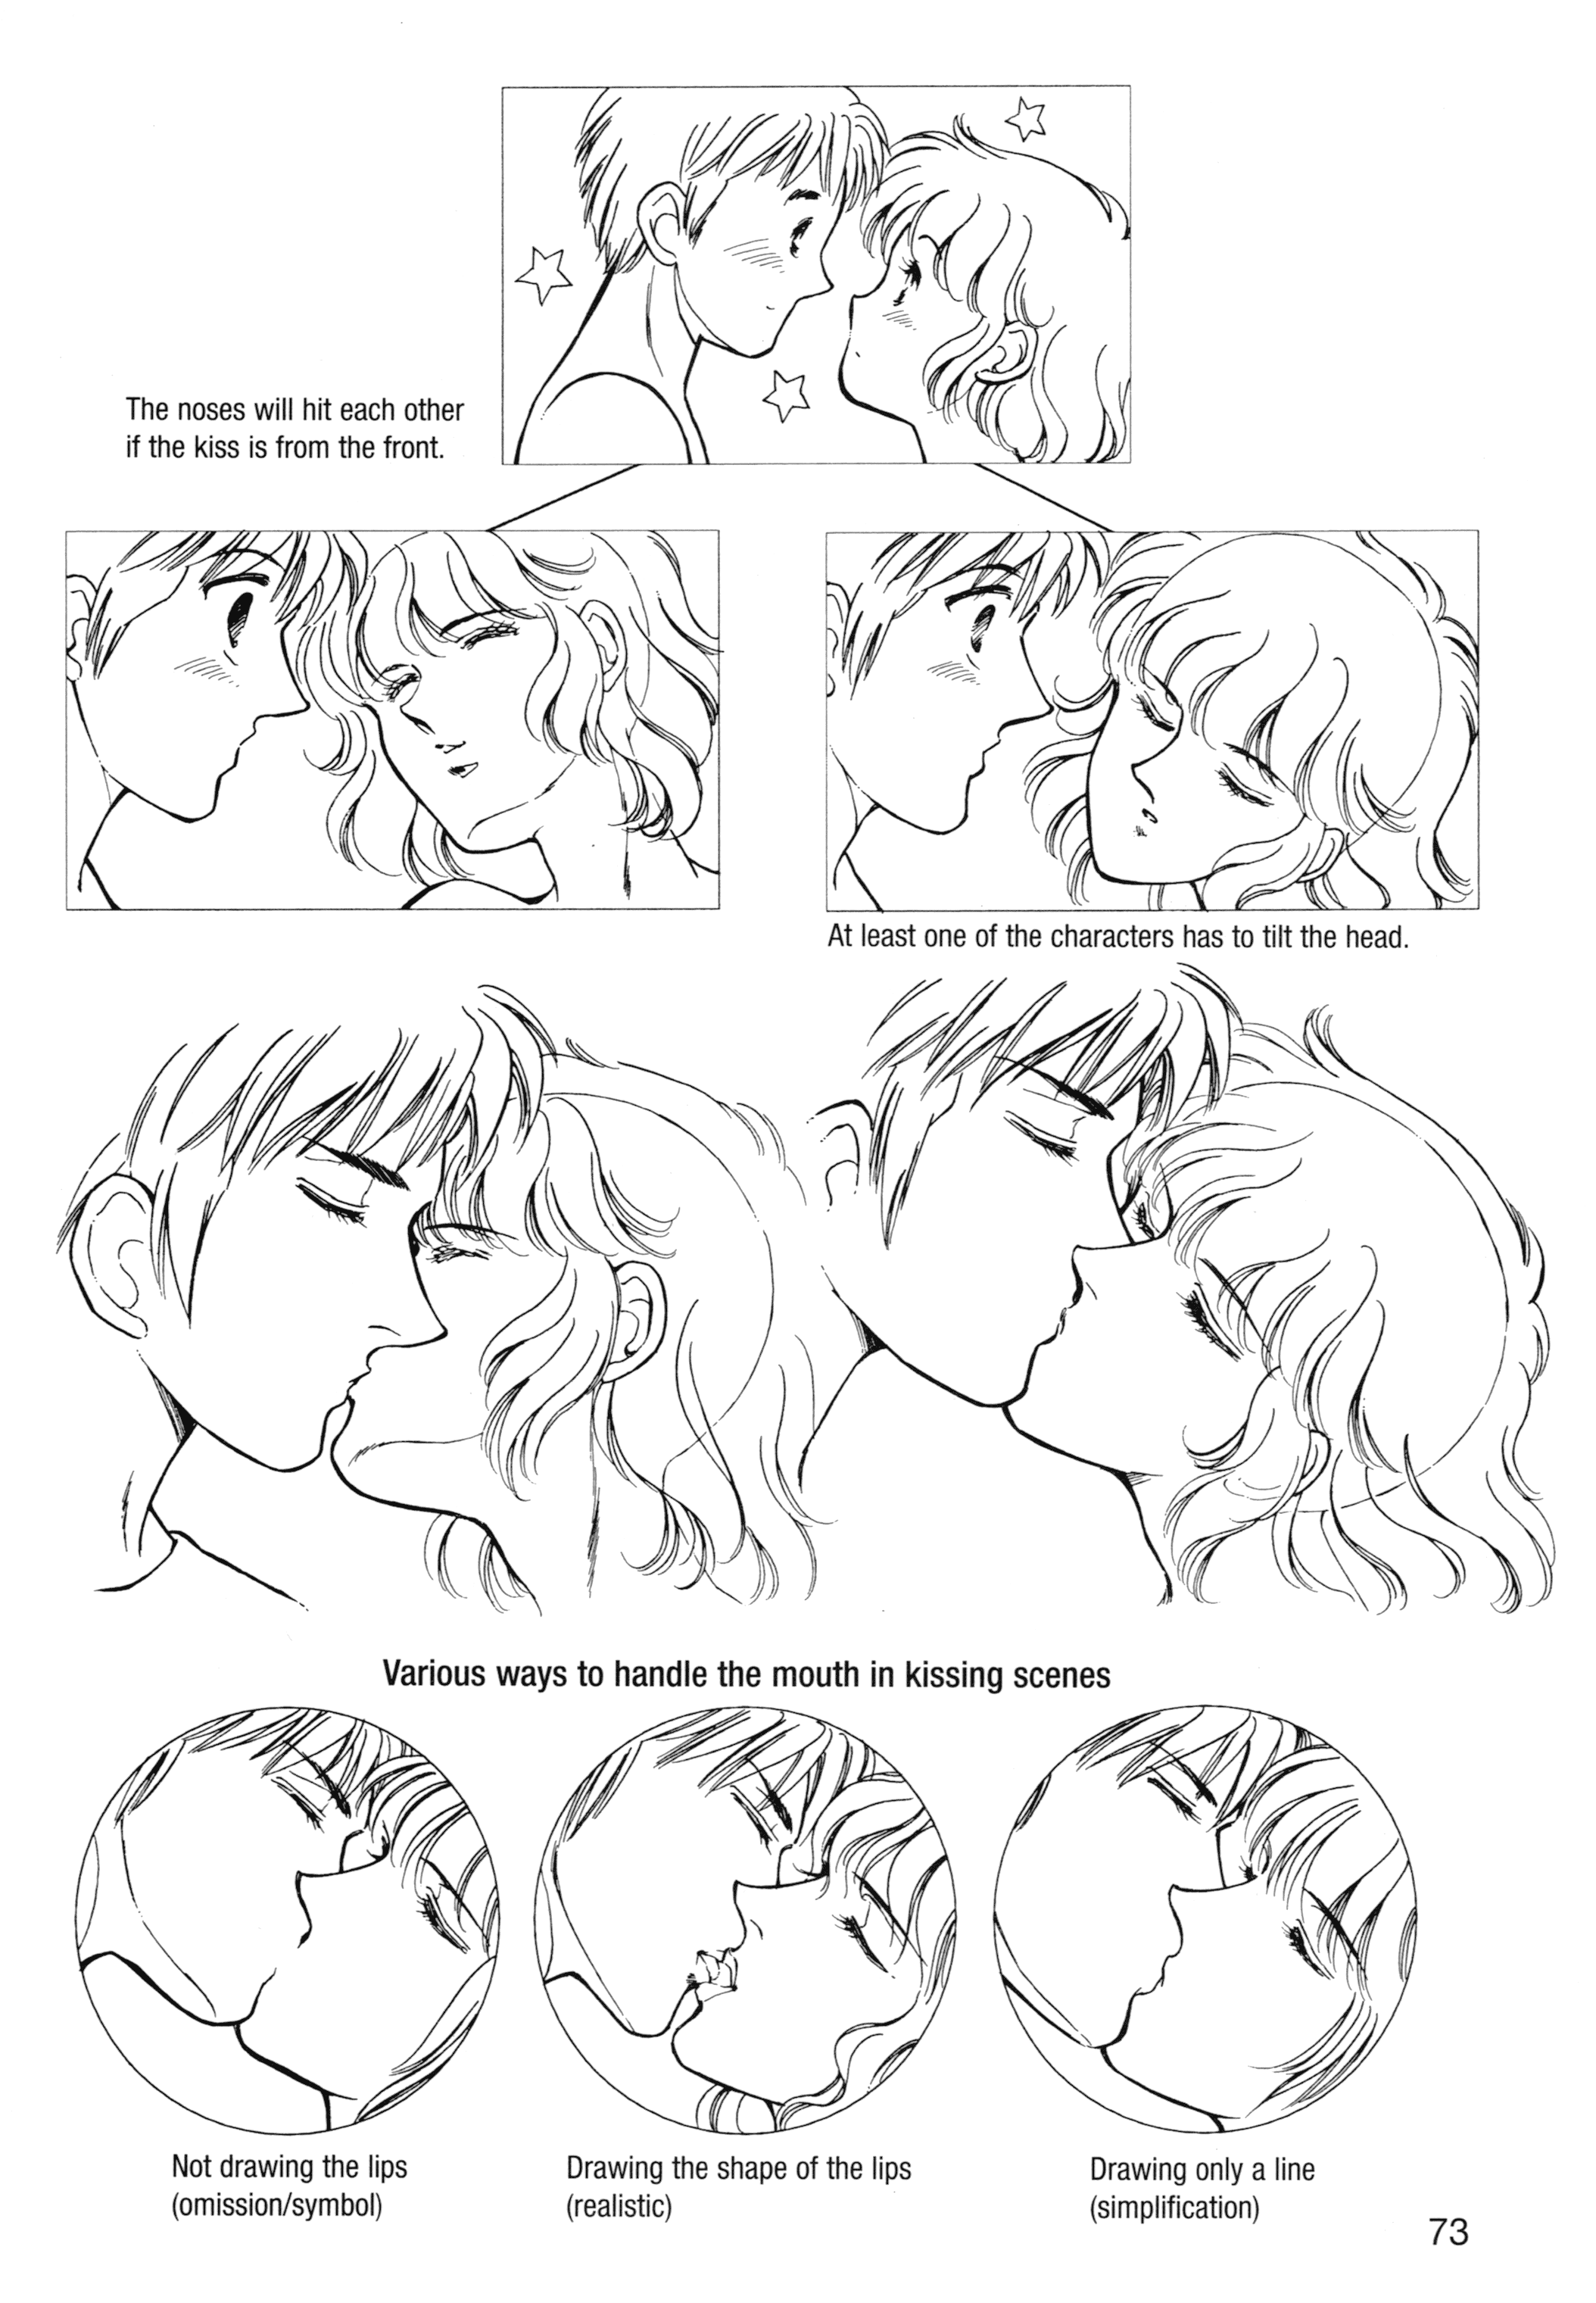 The noses will hit each other
if the kiss is from the front.
At least one of the characters has to tilt the head.
Various ways to handle the mouth in kissing scenes
Not drawing the lips
(omission/symbol)
Drawing the shape of the lips
(realistic)
Drawing only a line
(simplification)
73